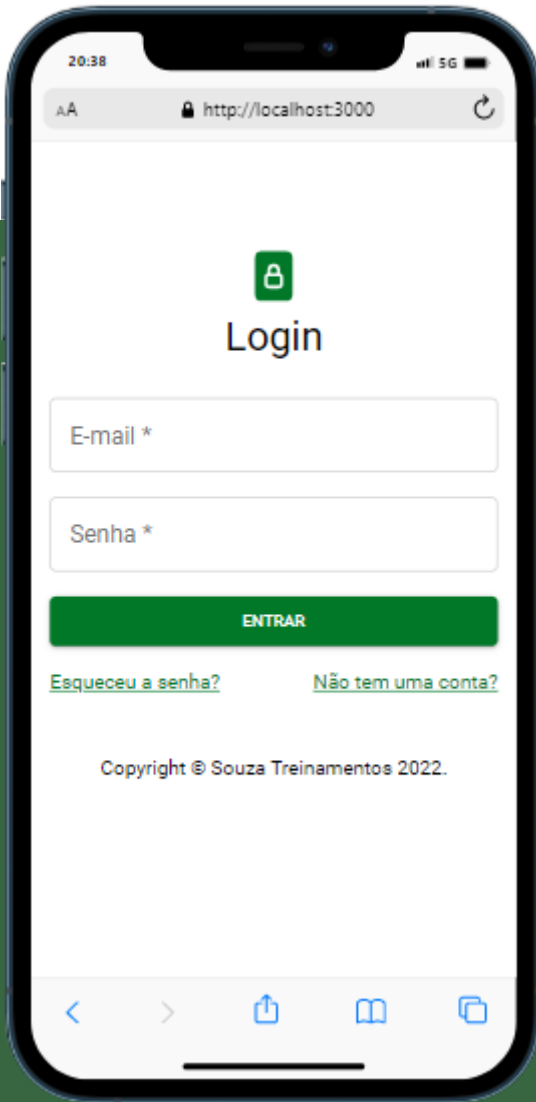 20:38
5G
AA
http://localhost:3000
Login
E-mail *
Senha *
ENTRAR
Esqueceu a senha? Não tem uma conta?
Copyright © Souza Treinamentos 2022.